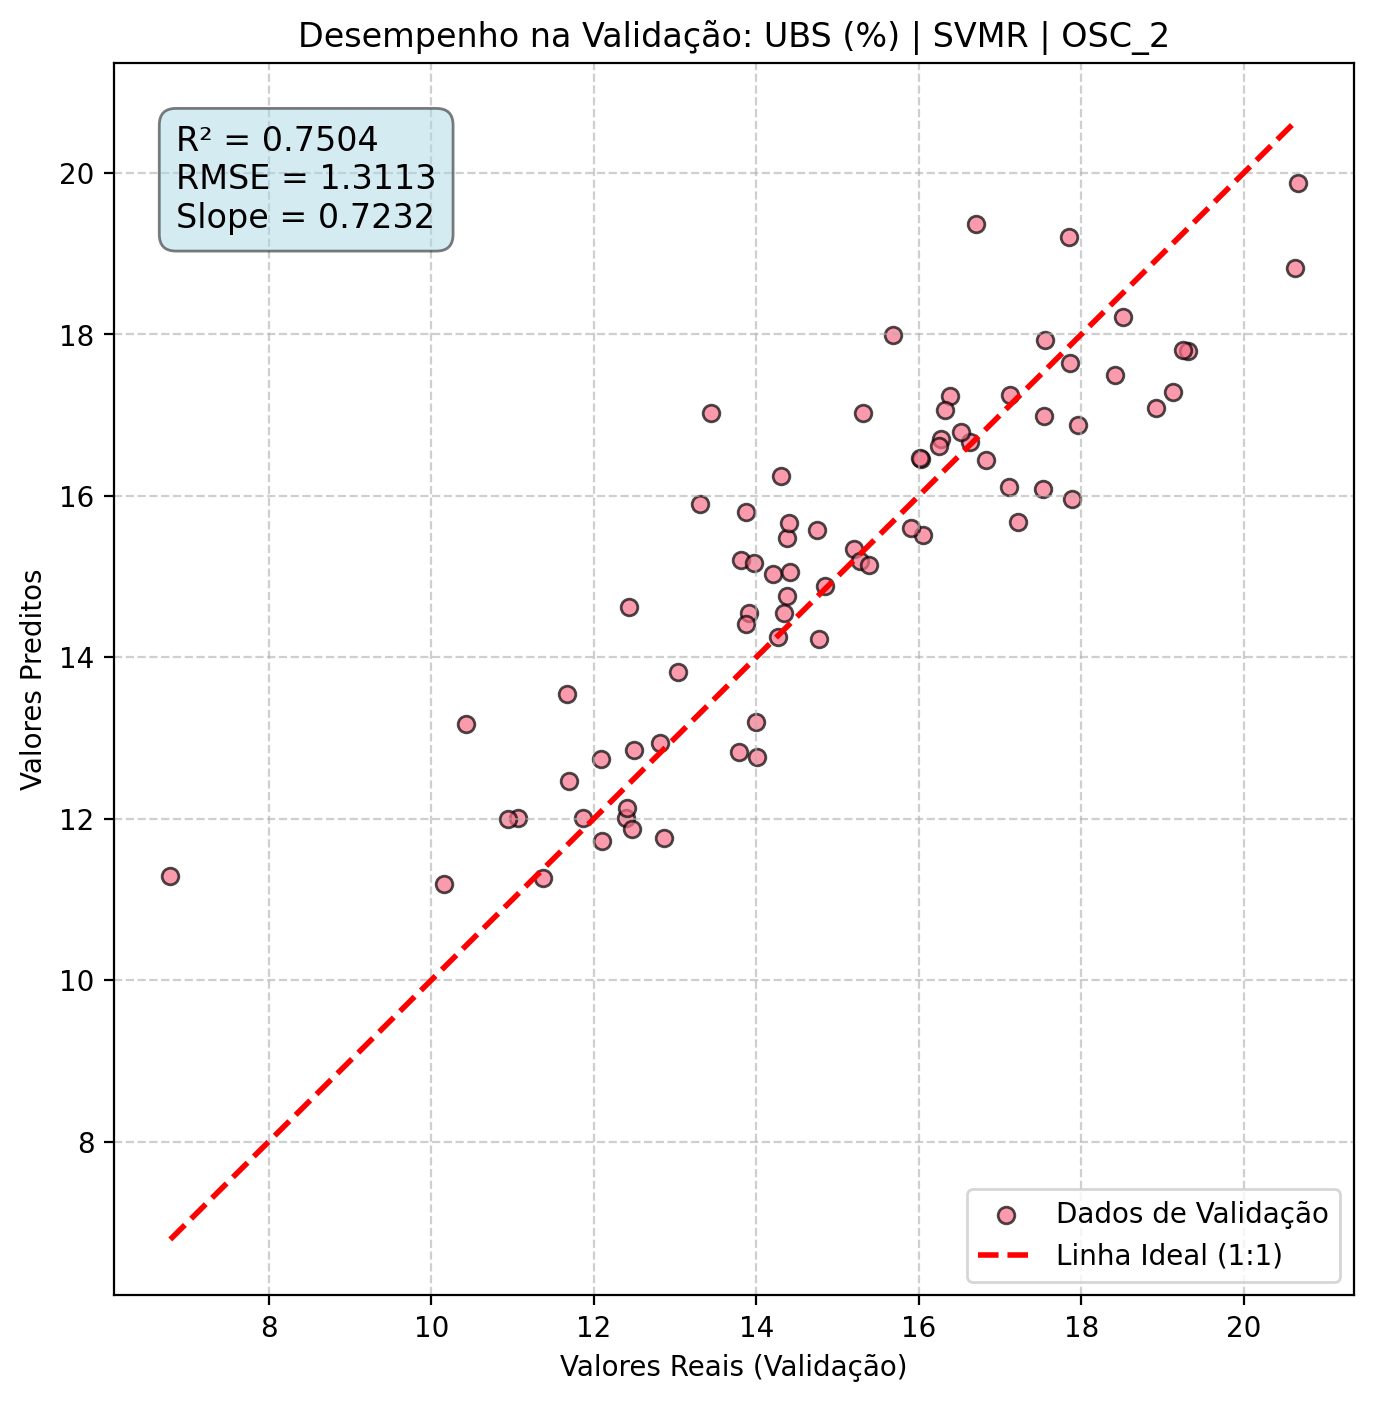 Desempenho na Validação: UBS (%) | SVMR | OSC_2
R² = 0.7504
RMSE = 1.3113
Slope = 0.7232
20
18
16
14
12
10
8
Valores Preditos
Dados de Validação
Linha Ideal (1:1)
8 10 12 14 16 18 20
Valores Reais (Validação)